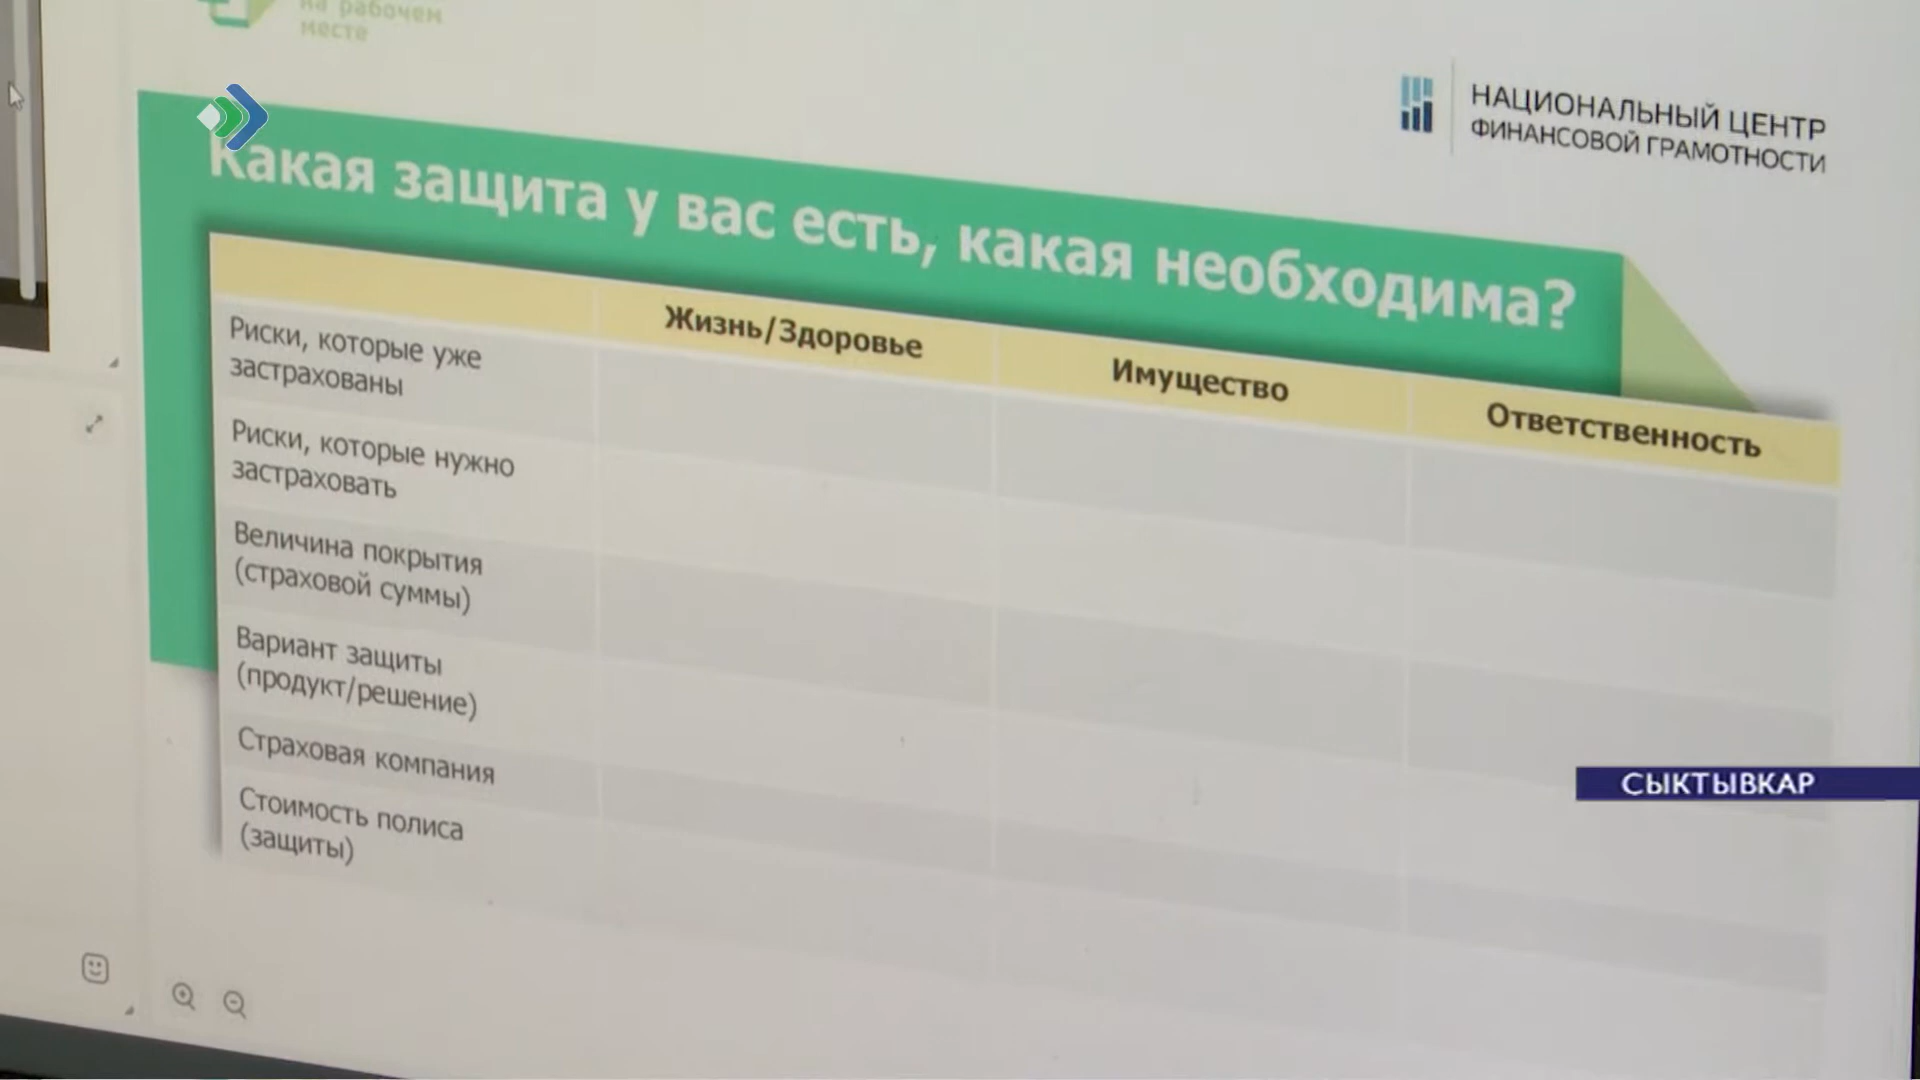 на рабочем
месте
НАЦИОНАЛЬНЫЙ ЦЕНТР
ФИНАНСОВОЙ ГРАМОТНОСТИ
Какая защита у вас есть, какая необходима?
Жизнь/Здоровье
Имущество
Ответственность
Риски, которые уже
застрахованы
Риски, которые нужно
застраховать
Величина покрытия
(страховой суммы)
Вариант защиты
(продукт/решение)
Страховая компания
Стоимость полиса
(защиты)
СЫКТЫВКАР